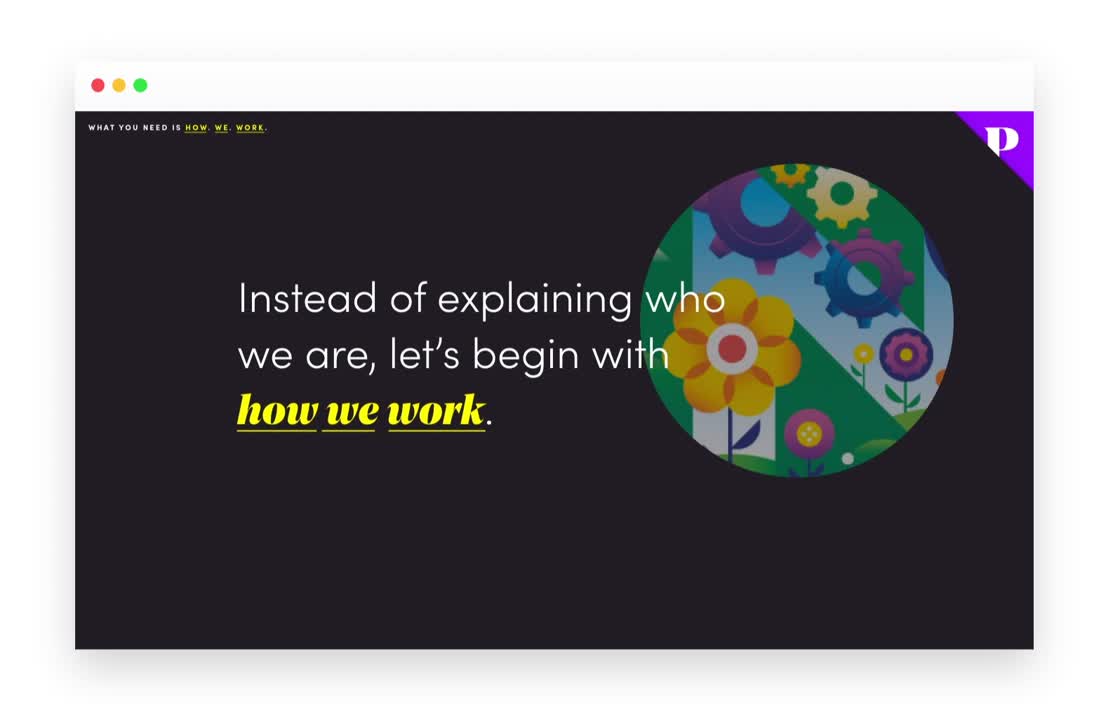 WHAT YOU NEED IS HOW. WE. WORK.
P
Instead of explaining who
we are, let’s begin with
how we work.